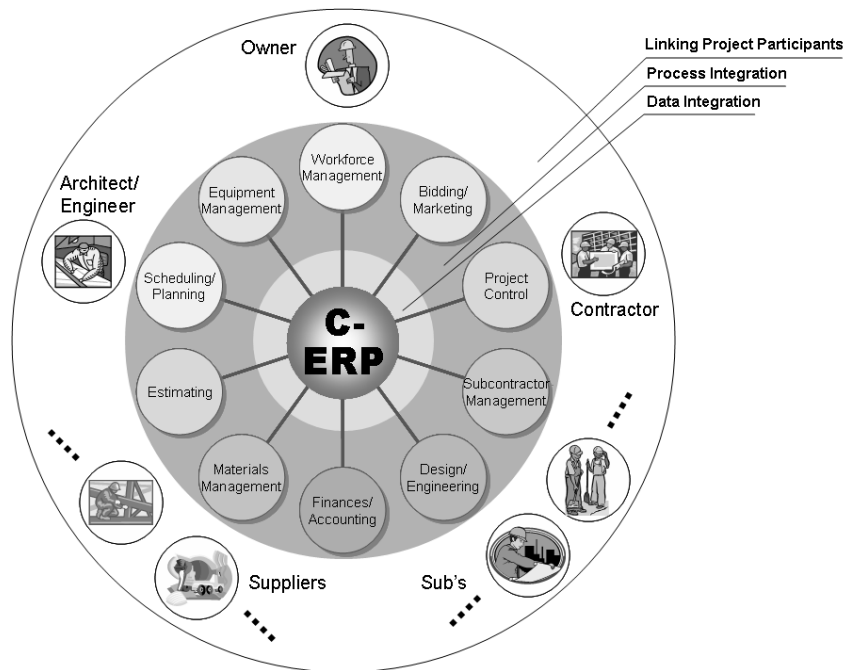 Owner
Linking Project Participants
Process Integration
Data Integration
Workforce
Management
Equipment
Management
Bidding/
Marketing
Architect/
Engineer
Scheduling/
Planning
Project
Control
Contractor
C-
ERP
Estimating
Subcontractor
Management
Materials
Management
Design/
Engineering
Finances/
Accounting
Suppliers
Sub's